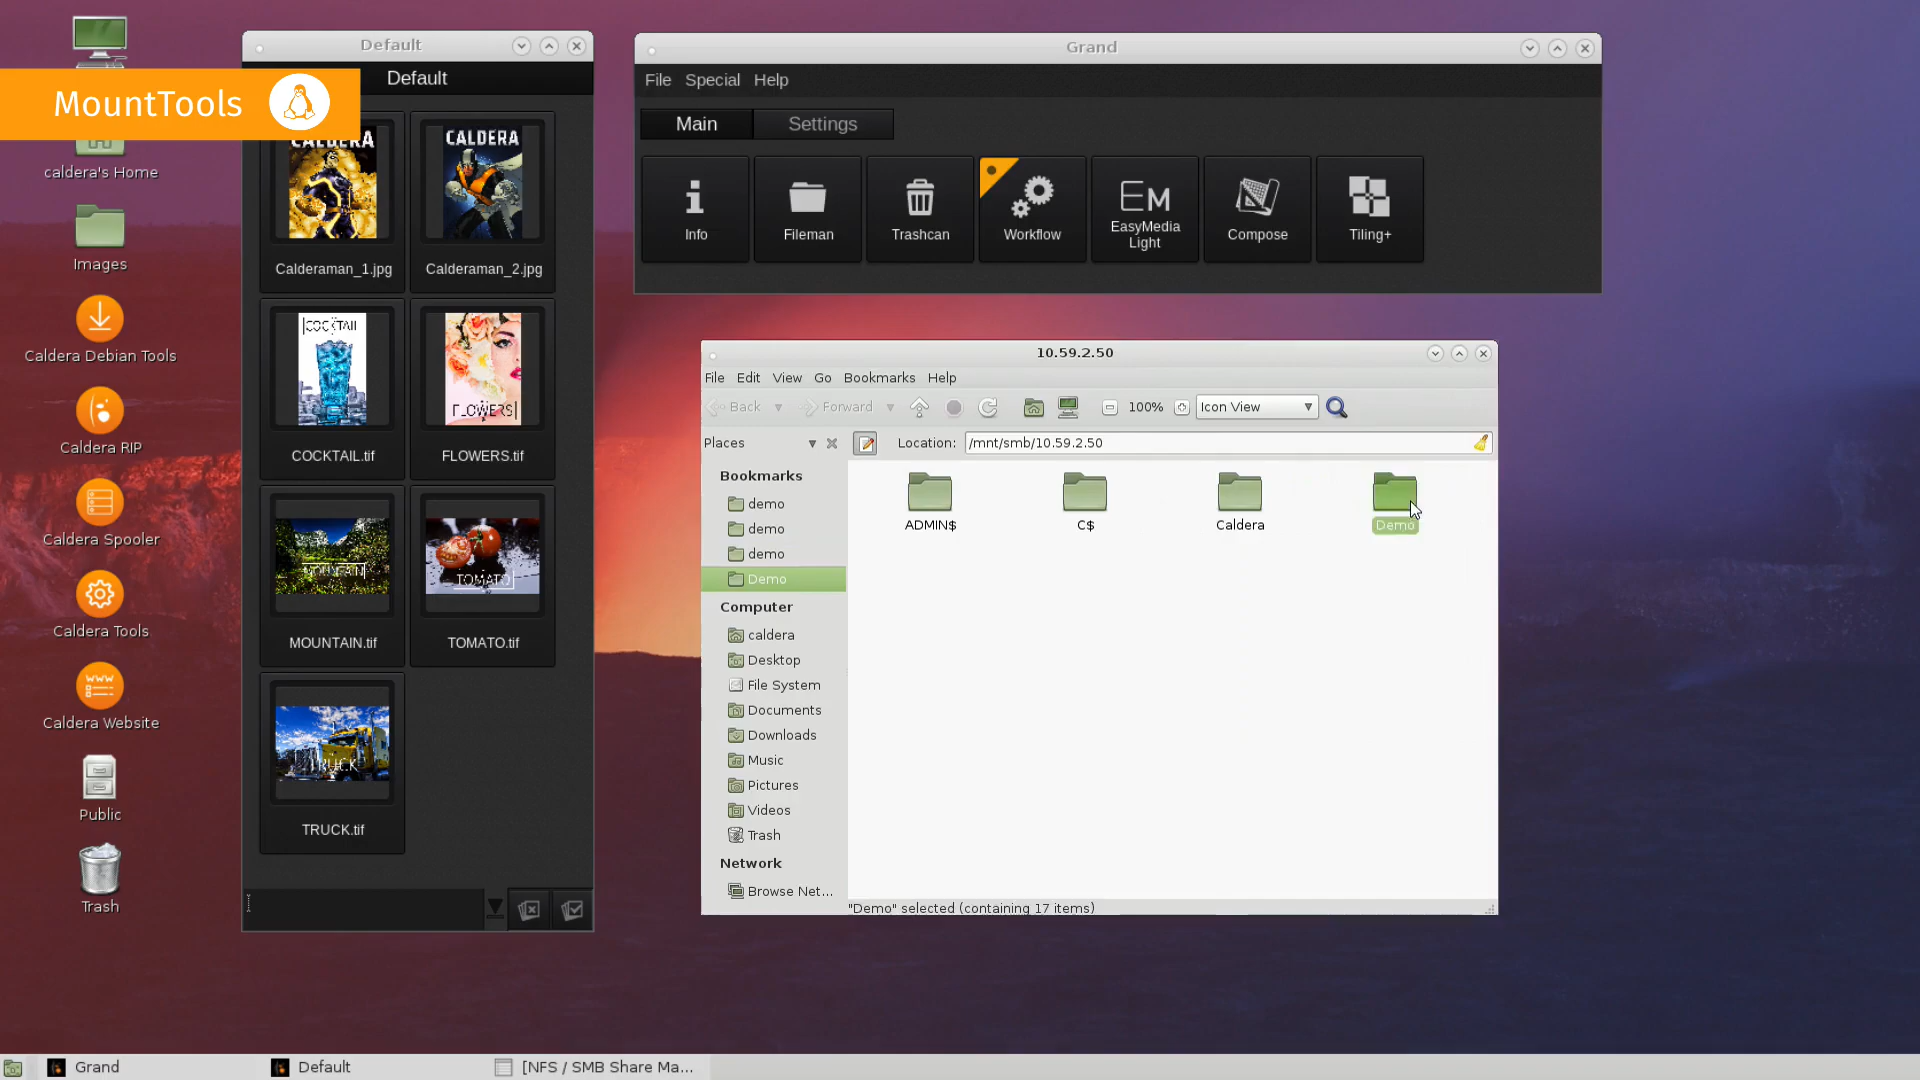 MountTools
caldera's Home
Images
Caldera Debian Tools
Caldera RIP
Caldera Spooler
Caldera Tools
Caldera Website
Public
Trash
Default
Default
CALDERA
CALDERA
Calderaman_1.jpg
Calderaman_2.jpg
COCKTAIL
FLOWERS
COCKTAIL.tif
FLOWERS.tif
MOUNTAIN
TOMATO
MOUNTAIN.tif
TOMATO.tif
TRUCK
TRUCK.tif
Grand
File Special Help
Main Settings
Info
Fileman
Trashcan
Workflow
EM
EasyMedia
Light
Compose
Tiling+
10.59.2.50
File Edit View Go Bookmarks Help
Back Forward 100% Icon View
Places Location: /mnt/smb/10.59.2.50
Bookmarks
demo
demo
demo
Demo
Computer
caldera
Desktop
File System
Documents
Downloads
Music
Pictures
Videos
Trash
Network
Browse Net...
ADMIN$
C$
Caldera
Demo
"Demo" selected (containing 17 items)
Grand
Default
[NFS / SMB Share Ma...